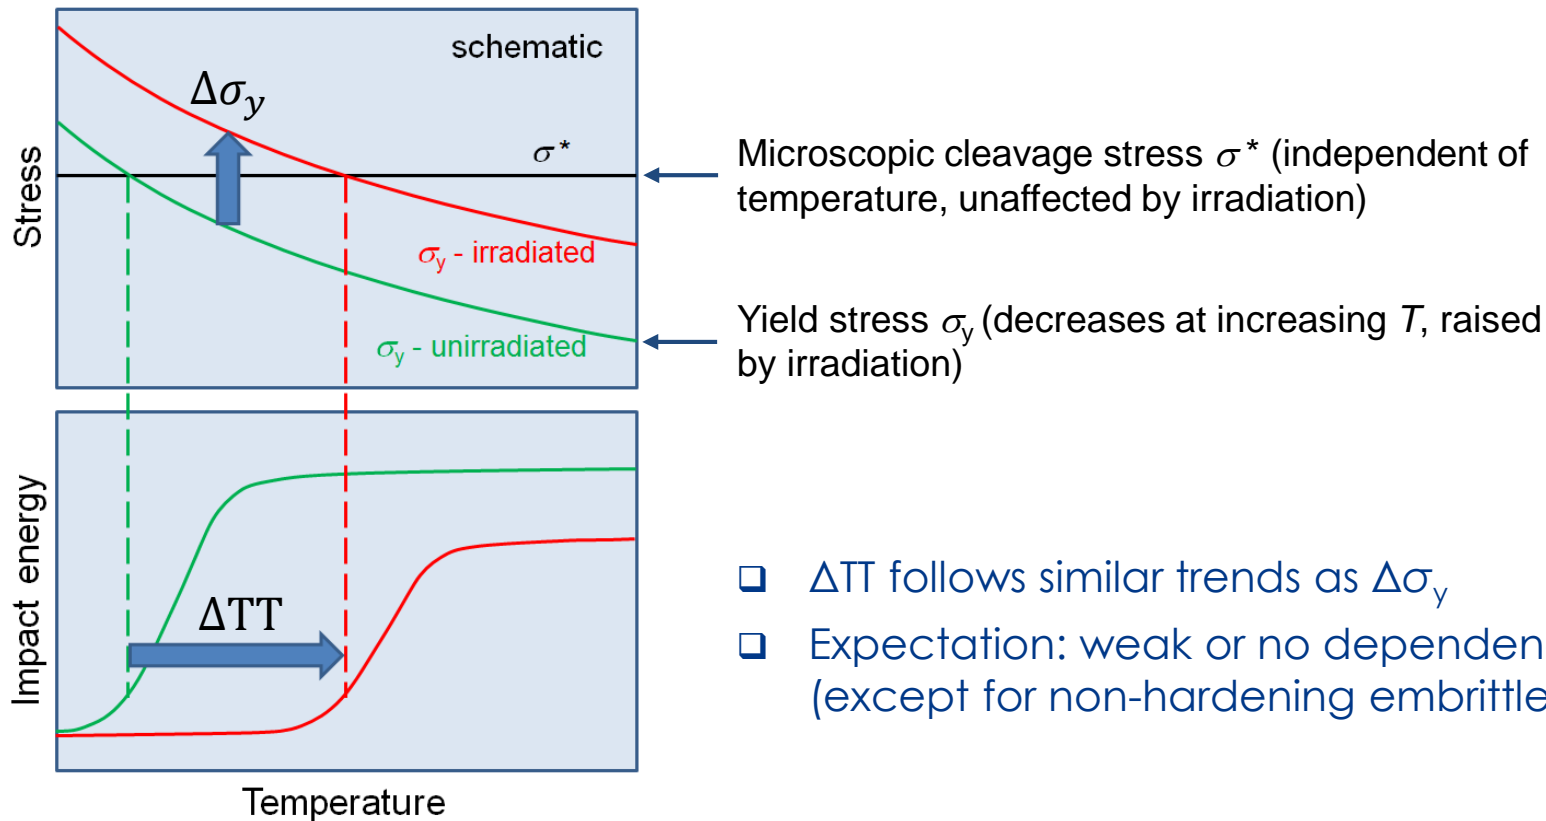 schematic
Δσy
σ*
σy - irradiated
σy - unirradiated
Stress
Microscopic cleavage stress σ* (independent of
temperature, unaffected by irradiation)
Yield stress σy (decreases at increasing T, raised
by irradiation)
Impact energy
ΔTT
Temperature
❑ ΔTT follows similar trends as Δσy
❑ Expectation: weak or no dependen
(except for non-hardening embrittle